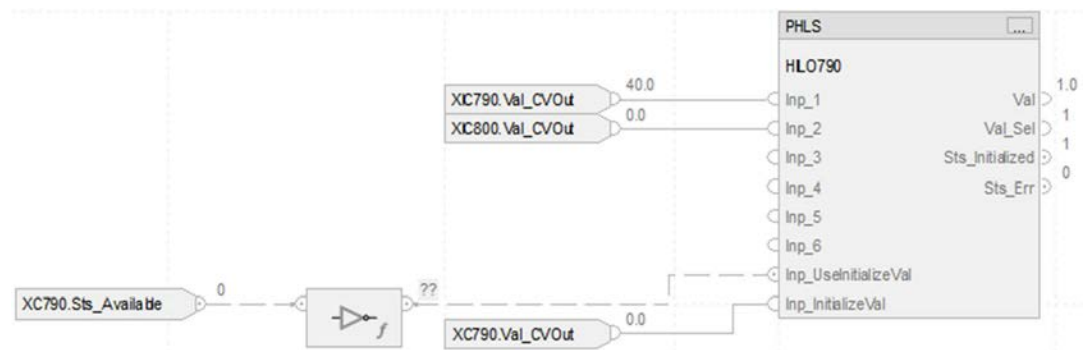 PHLS
...
HLO790
40.0
XIC790.Val_CVOut
Inp_1
Val
1.0
0.0
XIC800.Val_CVOut
Inp_2
Val_Sel
1
Inp_3
Sts_Initialized
1
Inp_4
Sts_Err
0
Inp_5
Inp_6
Inp_UseInitializeVal
XC790.Sts_Available
0
??
f
Inp_InitializeVal
XC790.Val_CVOut
0.0